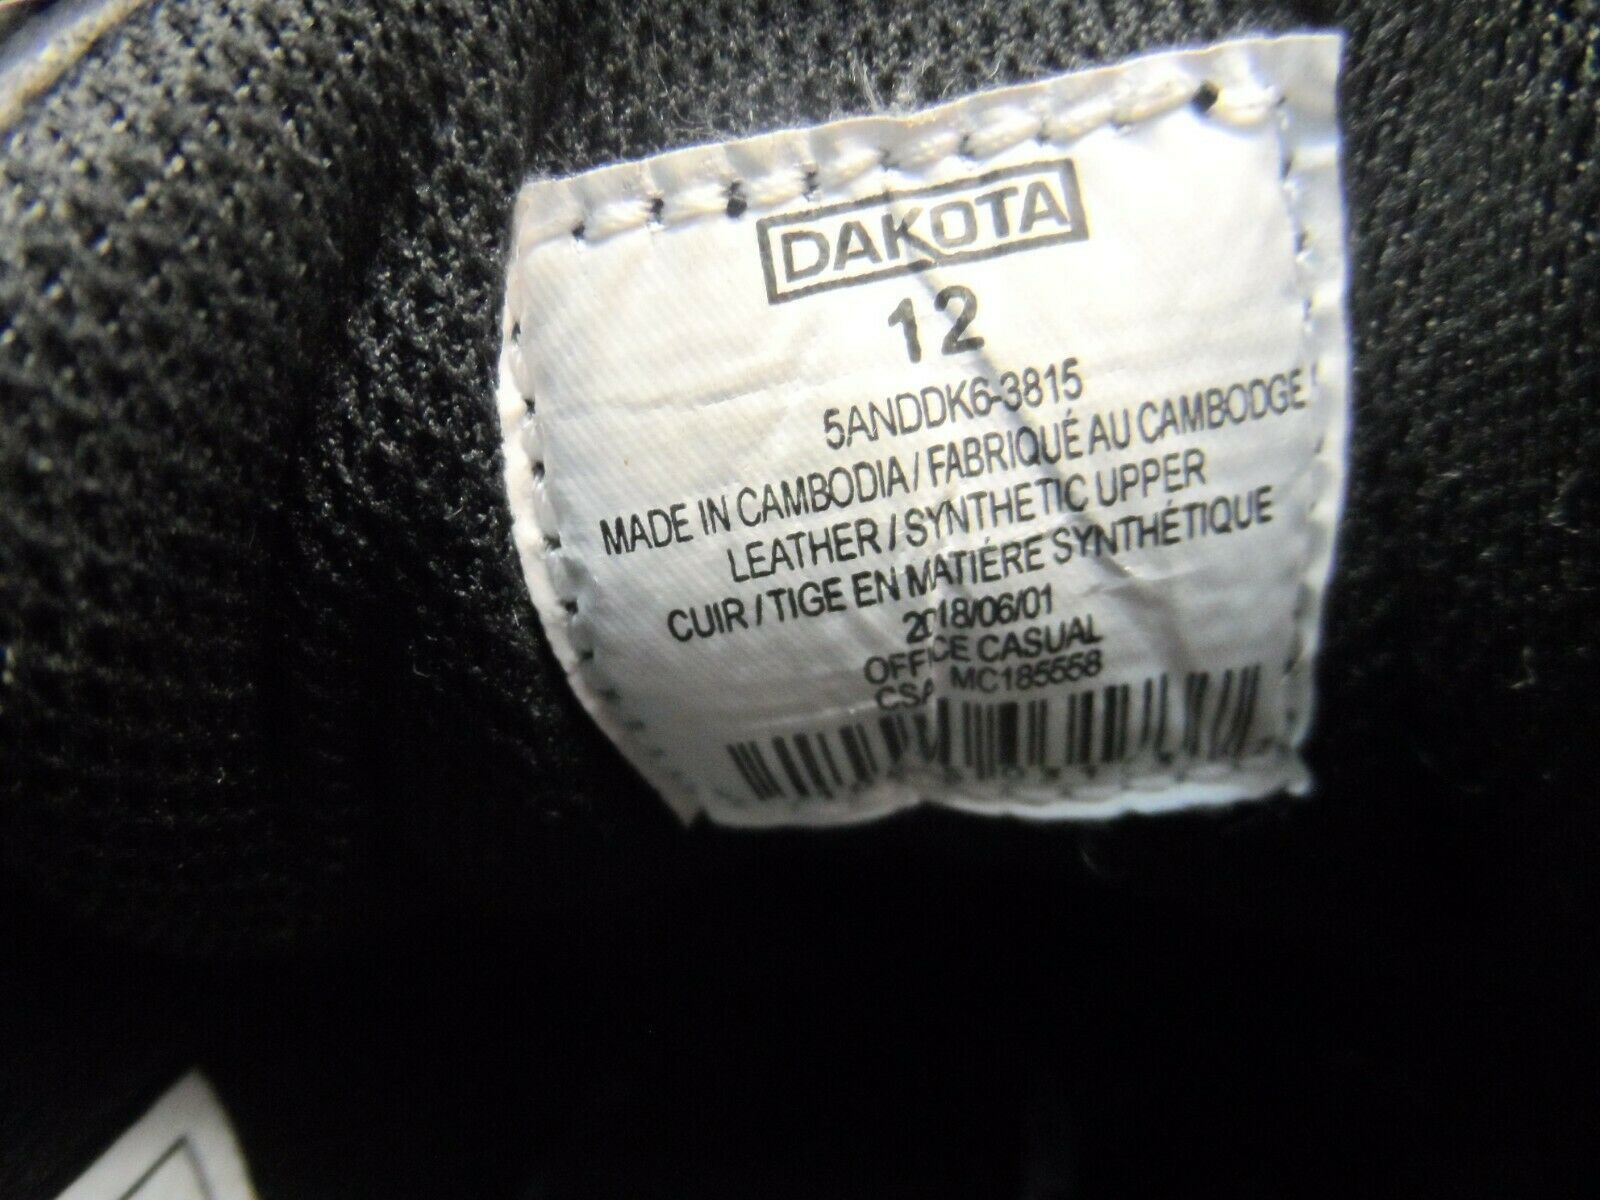 DAKOTA
12
5ANDDK6-3815
MADE IN CAMBODIA / FABRIQUÉ AU CAMBODGE
LEATHER / SYNTHETIC UPPER
CUIR / TIGE EN MATIÈRE SYNTHÉTIQUE
2018/06/01
OFFICE CASUAL
CSA MC185558